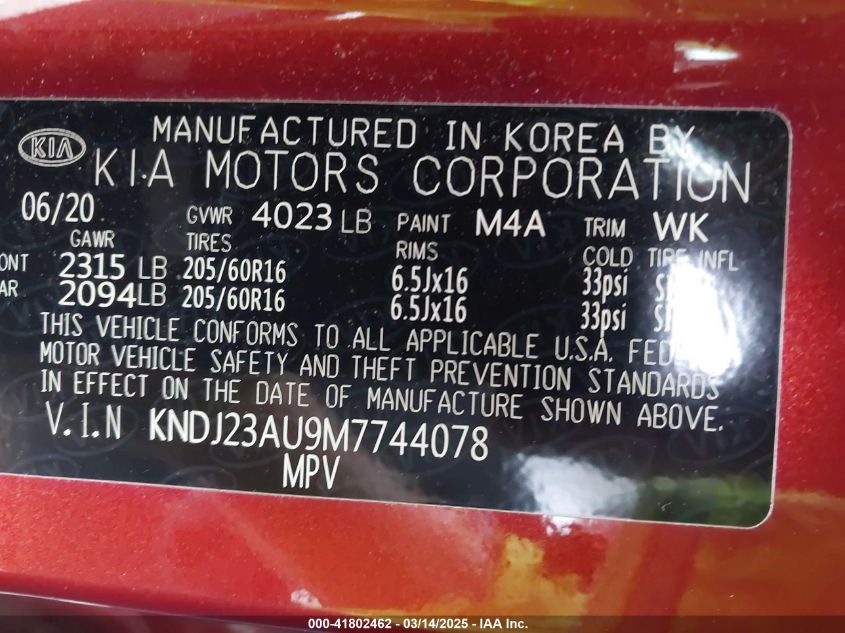 MANUFACTURED IN KOREA BY
KIA KIA MOTORS CORPORATION
06/20 GVWR 4023 LB PAINT M4A TRIM WK
GAWR TIRES RIMS COLD TIRE INFL
2315 LB 205/60R16 6.5Jx16 33psi
2094LB 205/60R16 6.5Jx16 33psi
THIS VEHICLE CONFORMS TO ALL APPLICABLE U.S.A.
MOTOR VEHICLE SAFETY AND THEFT PREVENTION STANDARDS
IN EFFECT ON THE DATE OF MANUFACTURE SHOWN ABOVE.
V.I.N KNDJ23AU9M7744078
MPV
000-41802462 - 03/14/2025 - IAA Inc.